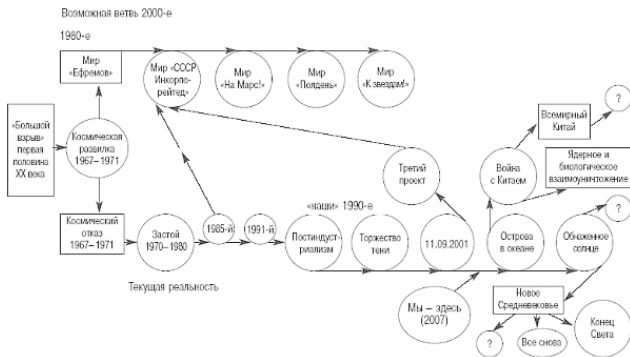 Возможная ветвь 2000-е
1980-е
Мир
«Ефремов»
Мир «СССР
Инкорпо-
рейтед»
Мир
«На Марс!»
Мир
«Полдень»
Мир
«К звездам!»
«Большой
взрыв»
первая
половина
XX века
Космическая
развилка
1967–1971
Всемирный
Китай
?
Третий
проект
Война
с Китаем
Ядерное и
биологическое
взаимоуничтожение
«наши» 1990-е
Космический
отказ
1967–1971
Застой
1970–1980
1985-й
1991-й
Постиндуст-
риализм
Торжество
тени
11.09.2001
Острова
в океане
Обнаженное
солнце
?
Текущая реальность
Мы – здесь
(2007)
Новое
Средневековье
?
Все снова
Конец
Света